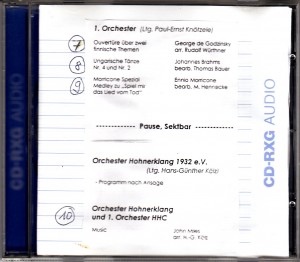 CD-RXG AUDIO
1. Orchester (Ltg. Paul-Ernst Knötzele)
7 Ouvertüre über zwei finnische Themen George de Godzinsky
arr. Rudolf Würthner
8 Ungarische Tänze Johannes Brahms
Nr. 4 und Nr. 2 bearb. Thomas Bauer
9 Morricone Spezial Ennio Morricone
Medley zu "Spiel mir bearb. M. Hennecke
das Lied vom Tod"
Pause, Sektbar
Orchester Hohnerklang 1932 e.V.
(Ltg. Hans-Günther Kölz)
- Programm nach Ansage
10 Orchester Hohnerklang
und 1. Orchester HHC
Music John Miles
arr. H.-G. Kölz
CD-RXG AUDIO